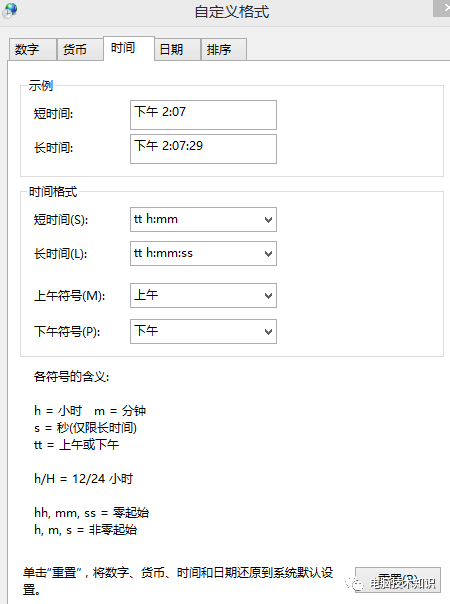 自定义格式
数字 货币 时间 日期 排序
示例
短时间: 下午 2:07
长时间: 下午 2:07:29
时间格式
短时间(S): tt h:mm
长时间(L): tt h:mm:ss
上午符号(M): 上午
下午符号(P): 下午
各符号的含义:
h = 小时 m = 分钟
s = 秒(仅限长时间)
tt = 上午或下午
h/H = 12/24 小时
hh, mm, ss = 零起始
h, m, s = 非零起始
单击“重置”，将数字、货币、时间和日期还原到系统默认设
置。
电脑技术知识